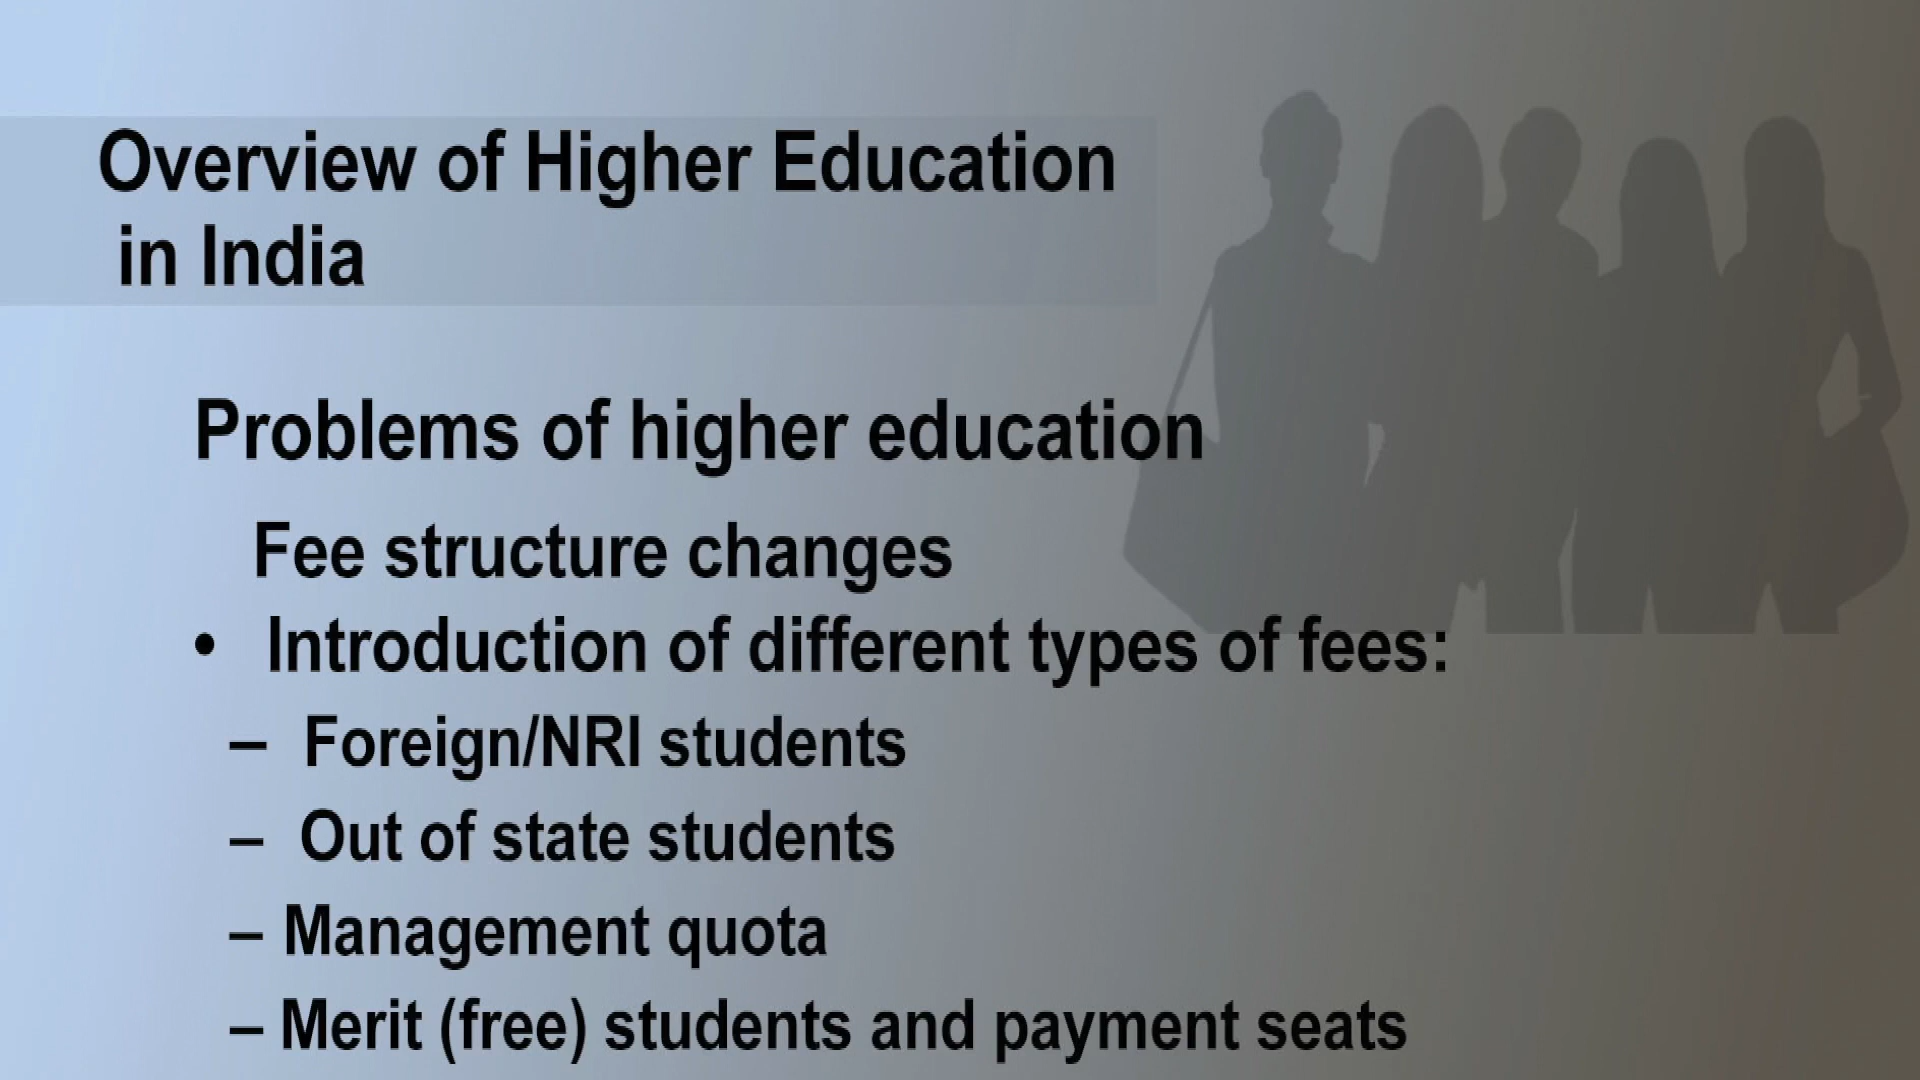 Overview of Higher Education
in India
Problems of higher education
Fee structure changes
• Introduction of different types of fees:
– Foreign/NRI students
– Out of state students
– Management quota
– Merit (free) students and payment seats